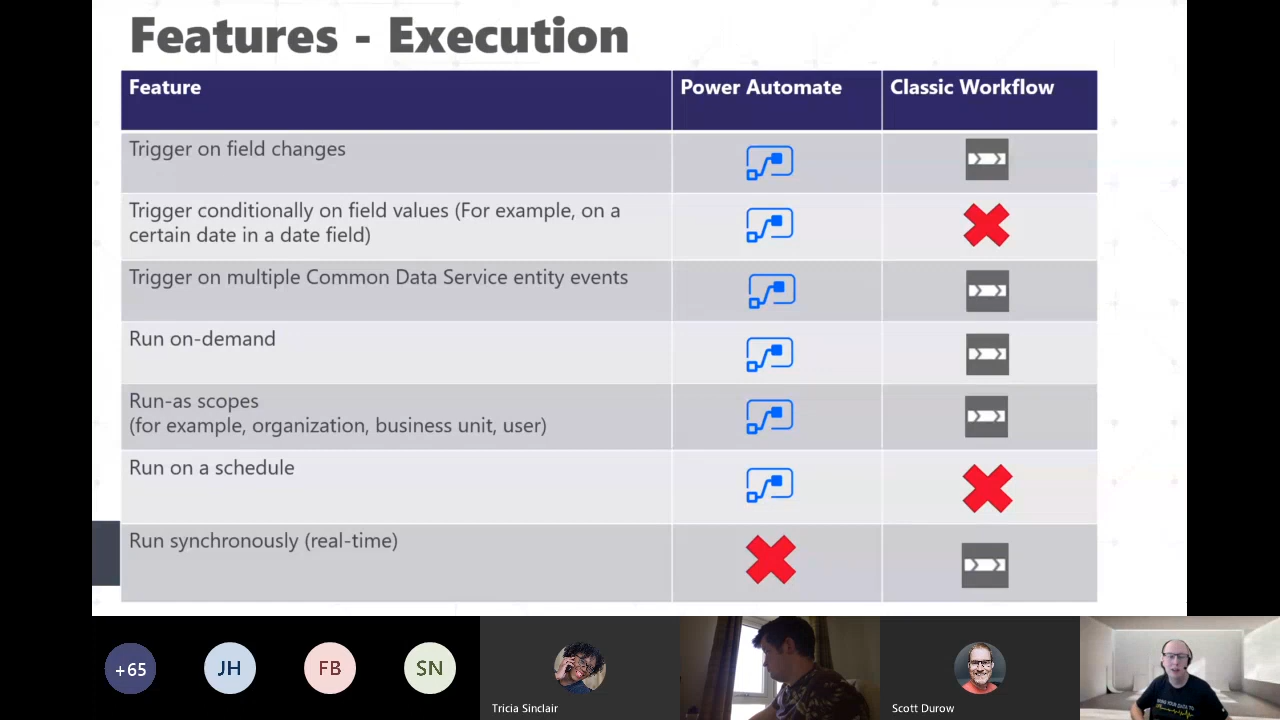 Features - Execution
Feature Power Automate Classic Workflow
Trigger on field changes
Trigger conditionally on field values (For example, on a
certain date in a date field)
Trigger on multiple Common Data Service entity events
Run on-demand
Run-as scopes
(for example, organization, business unit, user)
Run on a schedule
Run synchronously (real-time)
+65 JH FB SN
Tricia Sinclair
Scott Durow